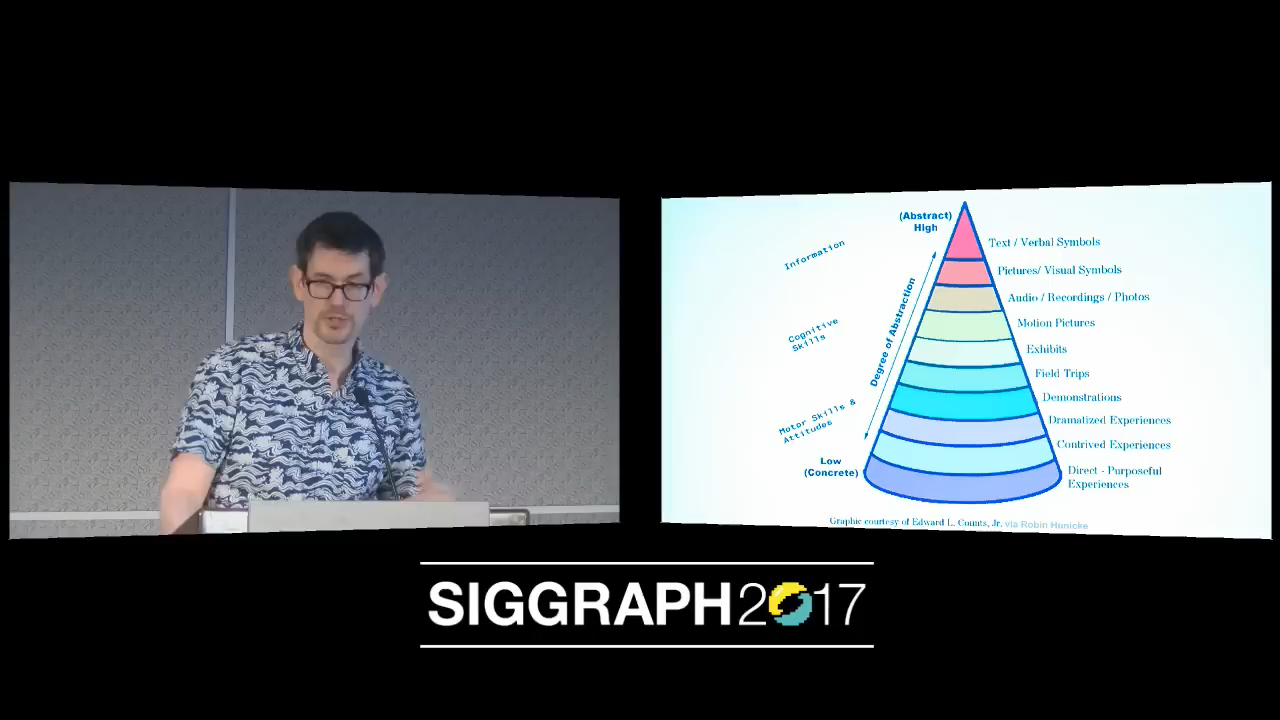 (Abstract)
High
Information
Cognitive
Skills
Motor Skills &
Attitudes
Degree of Abstraction
Low
(Concrete)
Text / Verbal Symbols
Pictures/ Visual Symbols
Audio / Recordings / Photos
Motion Pictures
Exhibits
Field Trips
Demonstrations
Dramatized Experiences
Contrived Experiences
Direct - Purposeful
Experiences
Graphic courtesy of Edward L. Counts, Jr. via Robin Hunicke
SIGGRAPH2017